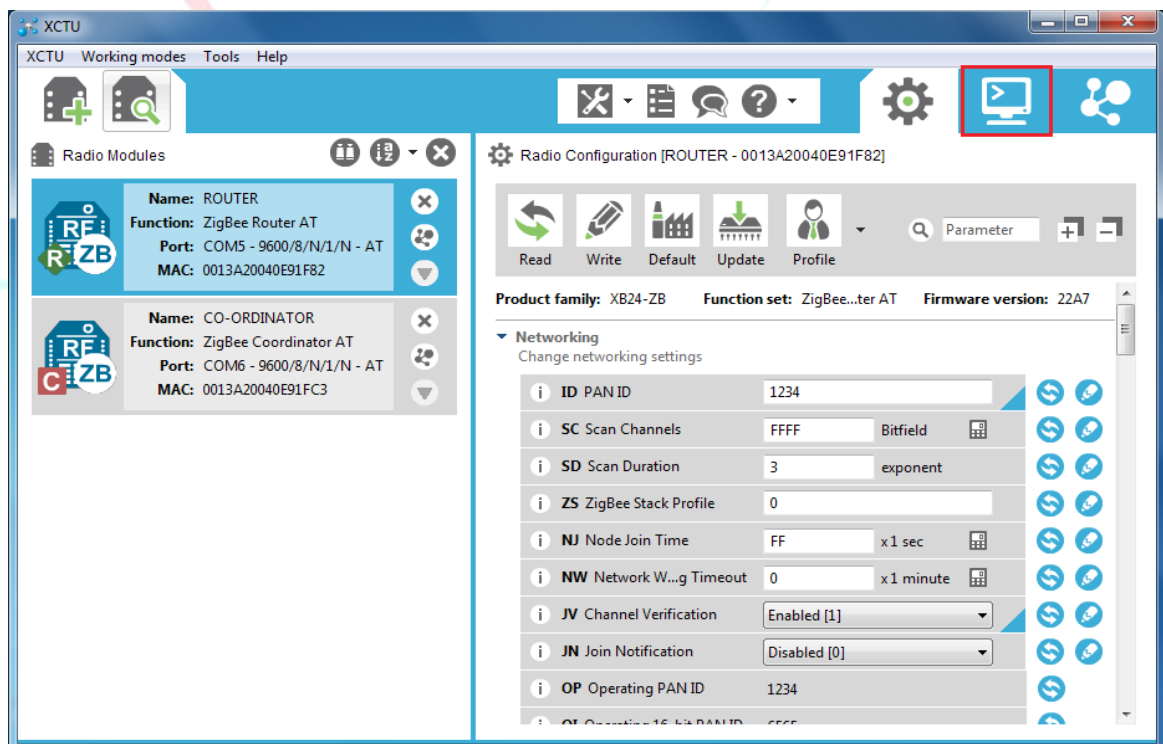 XCTU
XCTU Working modes Tools Help
Radio Modules
Name: ROUTER
Function: ZigBee Router AT
Port: COM5 - 9600/8/N/1/N - AT
MAC: 0013A20040E91F82
RF
R ZB
Name: CO-ORDINATOR
Function: ZigBee Coordinator AT
Port: COM6 - 9600/8/N/1/N - AT
MAC: 0013A20040E91FC3
RF
C ZB
Radio Configuration [ROUTER - 0013A20040E91F82]
Read Write Default Update Profile Parameter
Product family: XB24-ZB Function set: ZigBee...ter AT Firmware version: 22A7
Networking
Change networking settings
i ID PAN ID 1234
i SC Scan Channels FFFF Bitfield
i SD Scan Duration 3 exponent
i ZS ZigBee Stack Profile 0
i NJ Node Join Time FF x 1 sec
i NW Network W...g Timeout 0 x 1 minute
i JV Channel Verification Enabled [1]
i JN Join Notification Disabled [0]
i OP Operating PAN ID 1234
i OI Operating 16-bit PAN ID